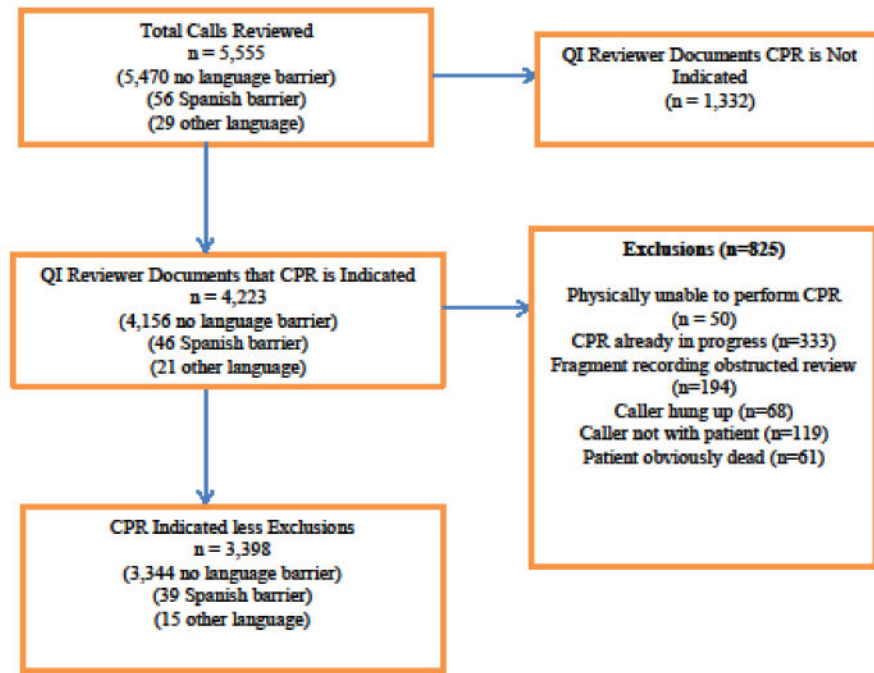 Total Calls Reviewed
n = 5,555
(5,470 no language barrier)
(56 Spanish barrier)
(29 other language)
QI Reviewer Documents CPR is Not
Indicated
(n = 1,332)
QI Reviewer Documents that CPR is Indicated
n = 4,223
(4,156 no language barrier)
(46 Spanish barrier)
(21 other language)
Exclusions (n=825)
Physically unable to perform CPR
(n = 50)
CPR already in progress (n=333)
Fragment recording obstructed review
(n=194)
Caller hung up (n=68)
Caller not with patient (n=119)
Patient obviously dead (n=61)
CPR Indicated less Exclusions
n = 3,398
(3,344 no language barrier)
(39 Spanish barrier)
(15 other language)